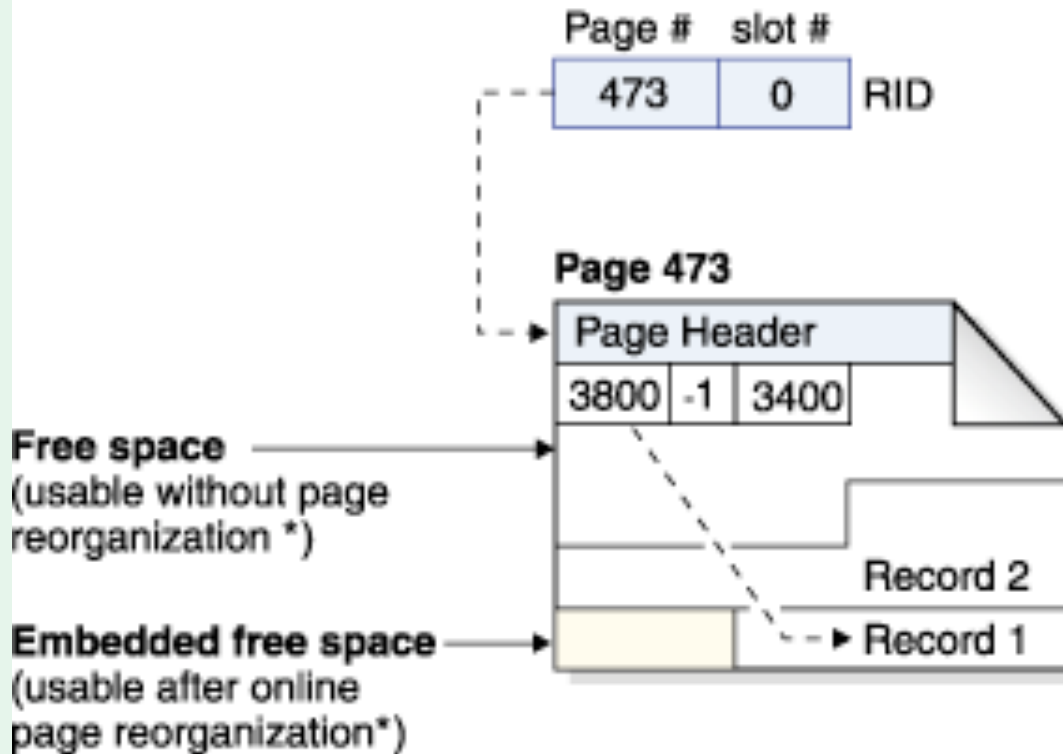 Page # slot #
473 0 RID
Page 473
Page Header
3800 -1 3400
Free space
(usable without page
reorganization *)
Record 2
Embedded free space
Record 1
(usable after online
page reorganization*)